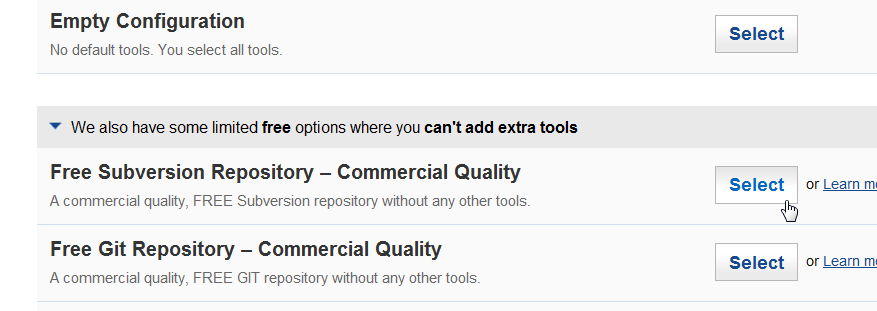 Empty Configuration
Select
No default tools. You select all tools.
We also have some limited free options where you can't add extra tools
Free Subversion Repository – Commercial Quality
Select or Learn
A commercial quality, FREE Subversion repository without any other tools.
Free Git Repository – Commercial Quality
Select or Learn
A commercial quality, FREE GIT repository without any other tools.